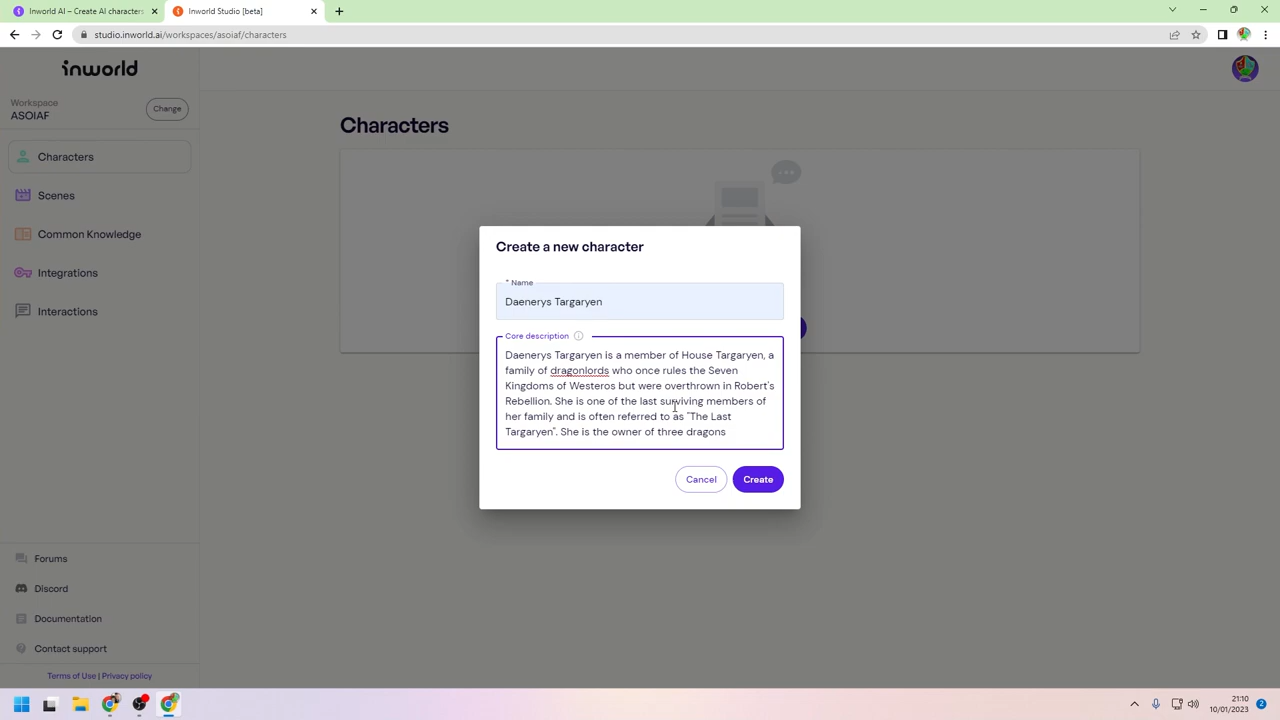 Inworld AI – Create AI characters
Inworld Studio [beta]
studio.inworld.ai/workspaces/asoiaf/characters
inworld
Workspace
ASOIAF
Change
Characters
Scenes
Common Knowledge
Integrations
Interactions
Characters
Create a new character
* Name
Daenerys Targaryen
Core description
Daenerys Targaryen is a member of House Targaryen, a
family of dragonlords who once rules the Seven
Kingdoms of Westeros but were overthrown in Robert's
Rebellion. She is one of the last surviving members of
her family and is often referred to as "The Last
Targaryen". She is the owner of three dragons
Cancel
Create
Forums
Discord
Documentation
Contact support
Terms of Use | Privacy policy
21:10
10/01/2023
2